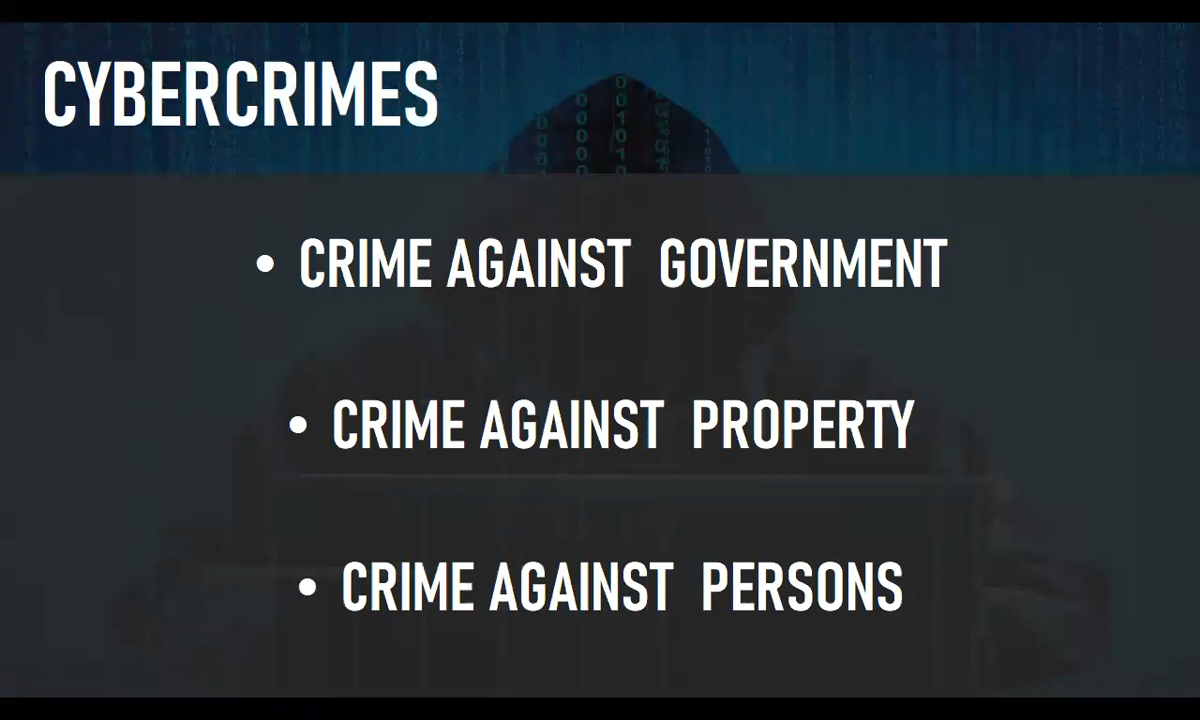 CYBERCRIMES
• CRIME AGAINST GOVERNMENT
• CRIME AGAINST PROPERTY
• CRIME AGAINST PERSONS